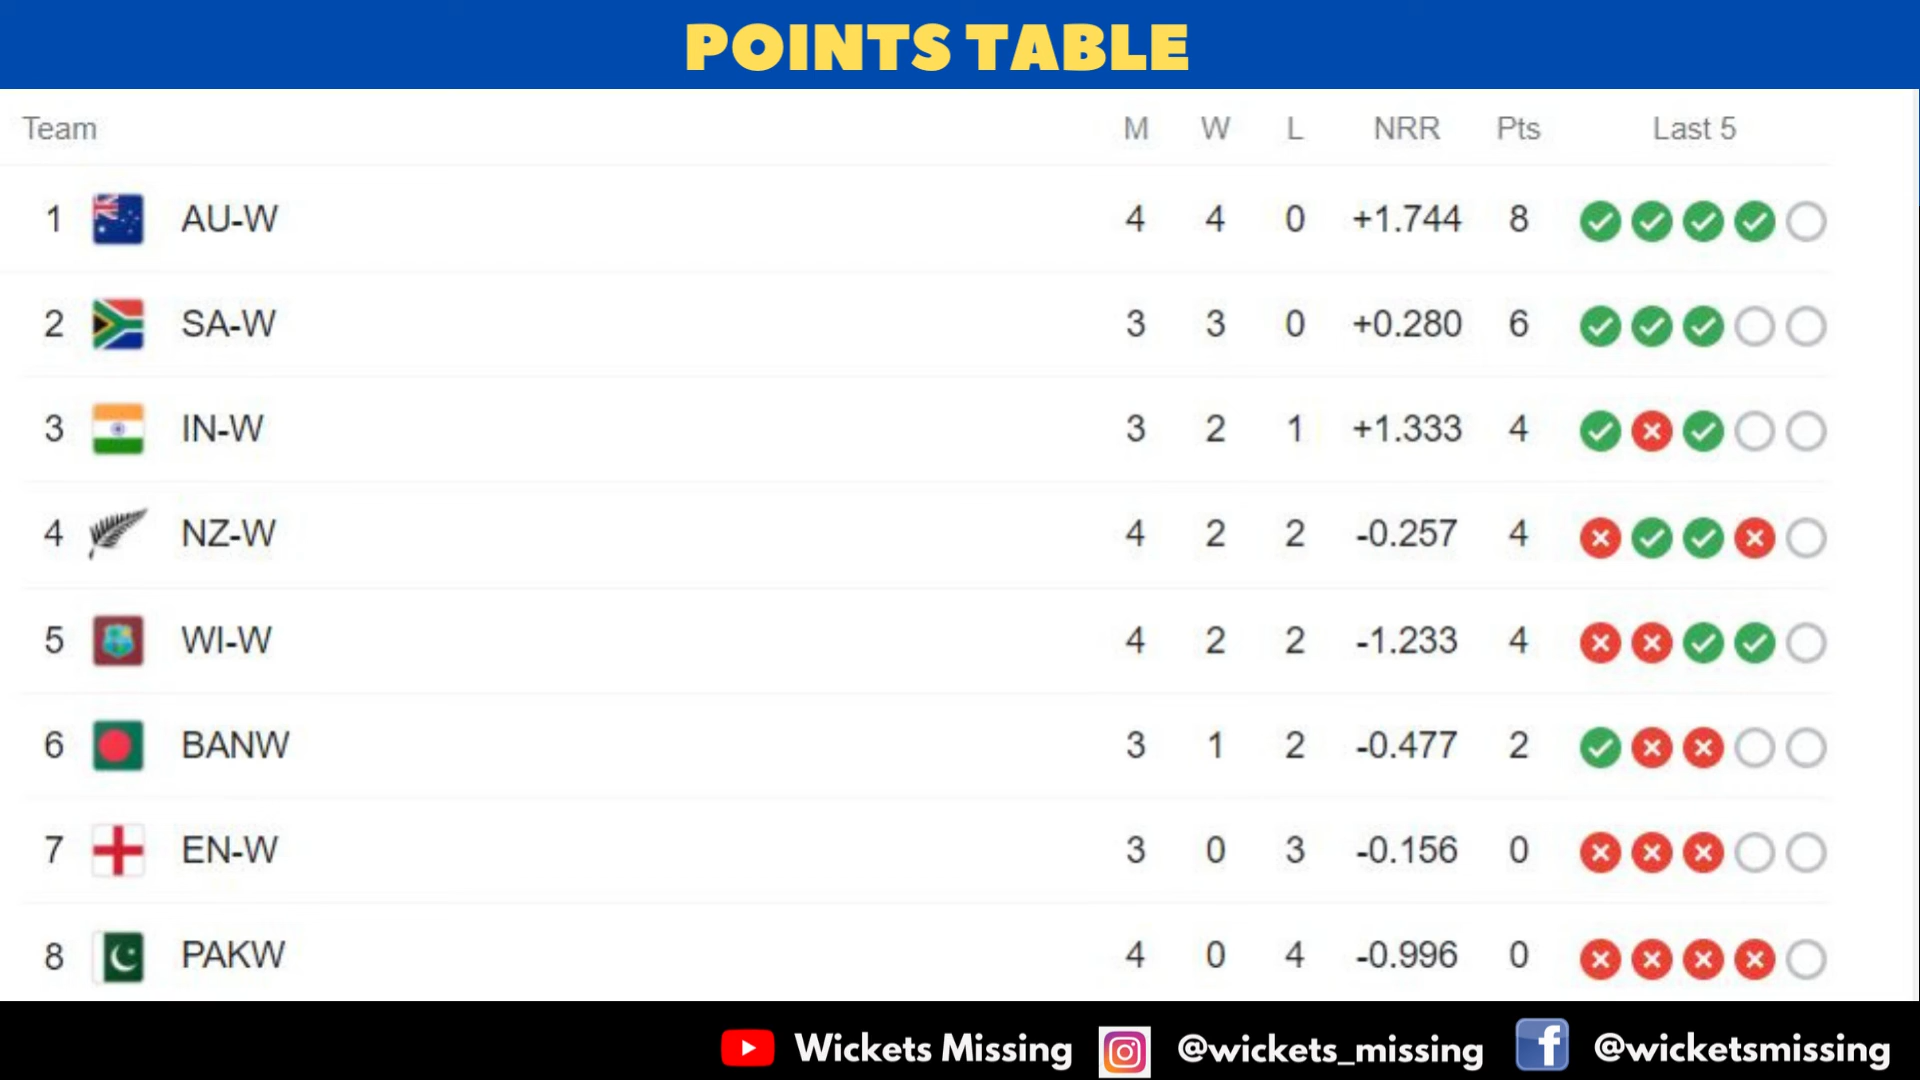 POINTS TABLE
Team M W L NRR Pts Last 5
1 AU-W 4 4 0 +1.744 8
2 SA-W 3 3 0 +0.280 6
3 IN-W 3 2 1 +1.333 4
4 NZ-W 4 2 2 -0.257 4
5 WI-W 4 2 2 -1.233 4
6 BANW 3 1 2 -0.477 2
7 EN-W 3 0 3 -0.156 0
8 PAKW 4 0 4 -0.996 0
Wickets Missing @wickets_missing @wicketsmissing